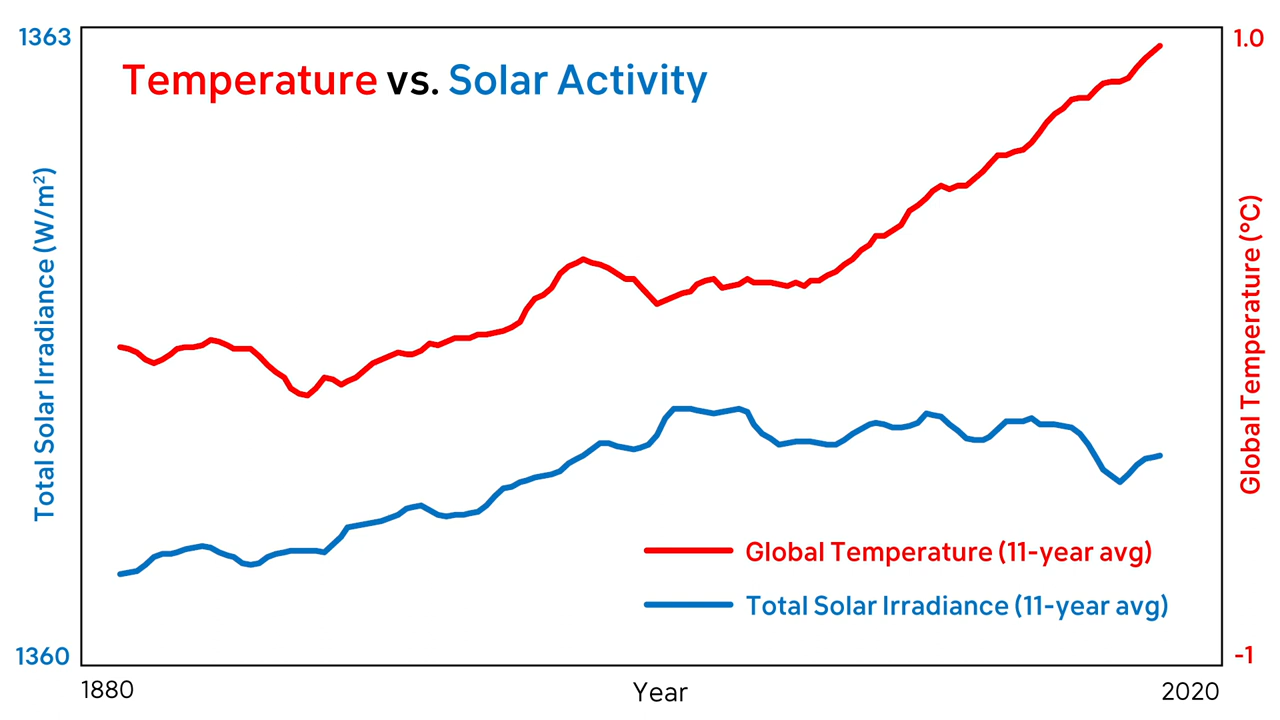 1363
1.0
Temperature vs. Solar Activity
Total Solar Irradiance (W/m²)
Global Temperature (°C)
Global Temperature (11-year avg)
Total Solar Irradiance (11-year avg)
1360
-1
1880
Year
2020